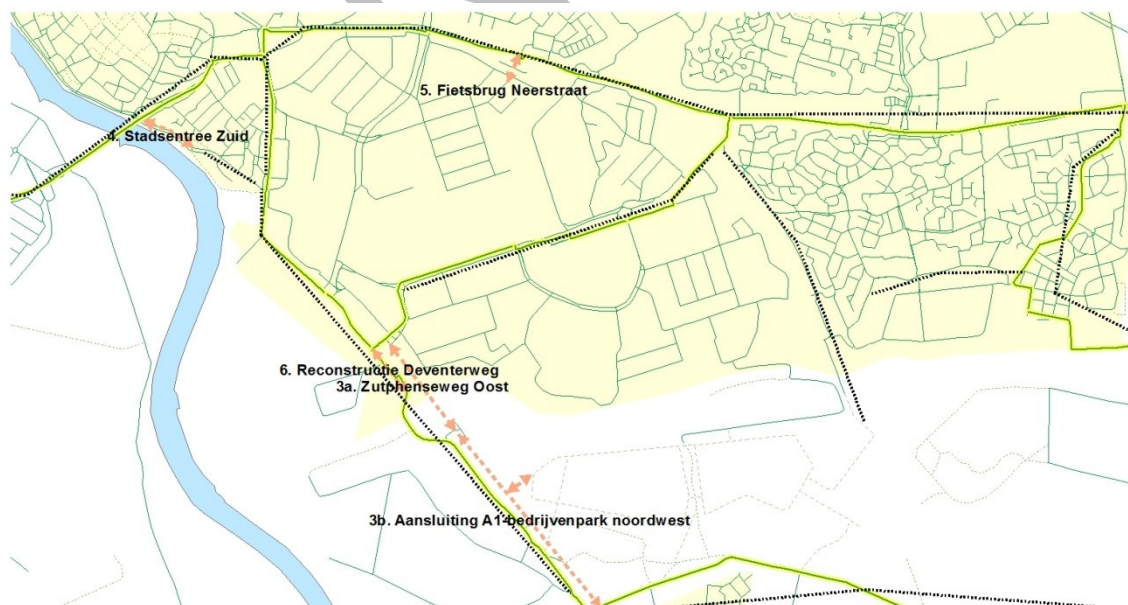 5. Fietsbrug Neerstraat
4. Stadsentree Zuid
6. Reconstructie Deventerweg
3a. Zutphenseweg Oost
3b. Aansluiting A1-bedrijvenpark noordwest